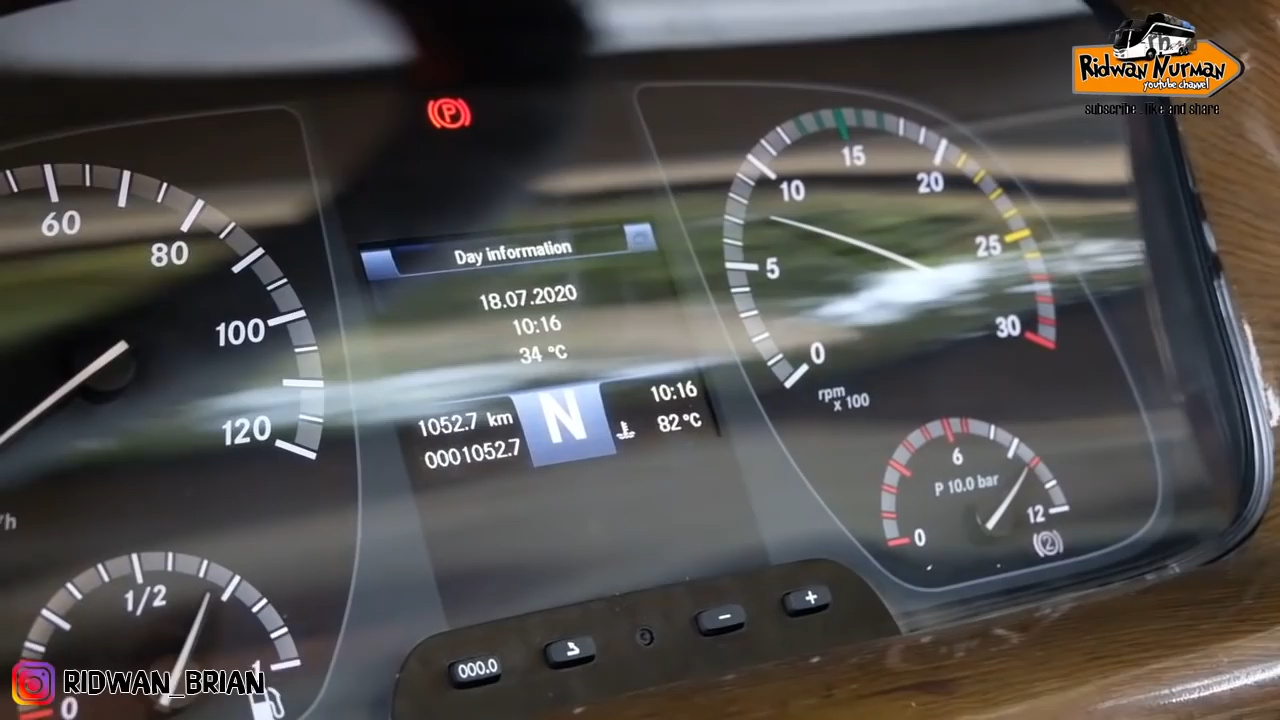 Ridwan Nurman
youtube channel
subscribe, like and share
P
60
80
100
120
Day information
18.07.2020
10:16
34 °C
1052.7 km
0001052.7
N
10:16
82°C
0
5
10
15
20
25
30
rpm
x 100
0
6
12
P 10.0 bar
2
0
1/2
1
000.0
−
+
RIDWAN_BRIAN